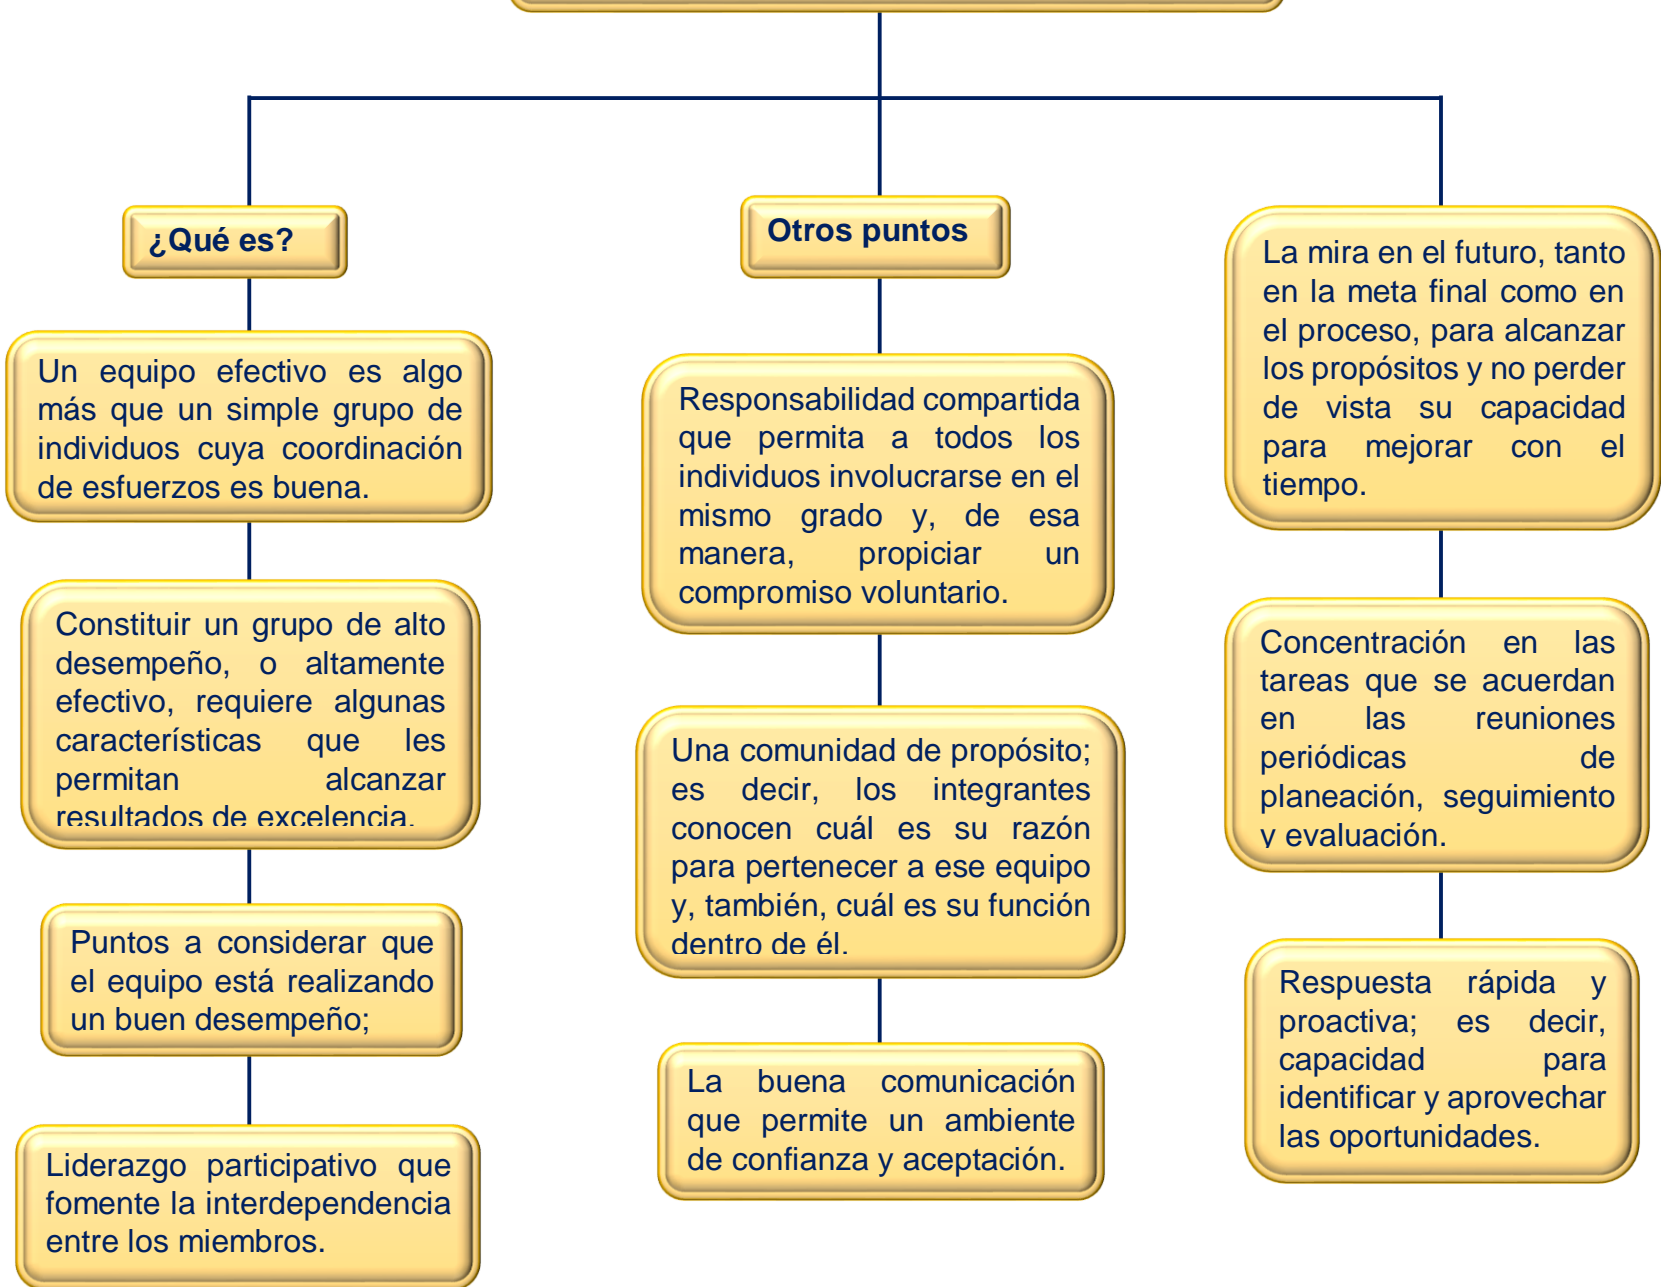 ¿Qué es?
Un equipo efectivo es algo
más que un simple grupo de
individuos cuya coordinación
de esfuerzos es buena.
Constituir un grupo de alto
desempeño, o altamente
efectivo, requiere algunas
características que les
permitan alcanzar
resultados de excelencia.
Puntos a considerar que
el equipo está realizando
un buen desempeño;
Liderazgo participativo que
fomente la interdependencia
entre los miembros.
Otros puntos
Responsabilidad compartida
que permita a todos los
individuos involucrarse en el
mismo grado y, de esa
manera, propiciar un
compromiso voluntario.
Una comunidad de propósito;
es decir, los integrantes
conocen cuál es su razón
para pertenecer a ese equipo
y, también, cuál es su función
dentro de él.
La buena comunicación
que permite un ambiente
de confianza y aceptación.
La mira en el futuro, tanto
en la meta final como en
el proceso, para alcanzar
los propósitos y no perder
de vista su capacidad
para mejorar con el
tiempo.
Concentración en las
tareas que se acuerdan
en las reuniones
periódicas de
planeación, seguimiento
y evaluación.
Respuesta rápida y
proactiva; es decir,
capacidad para
identificar y aprovechar
las oportunidades.